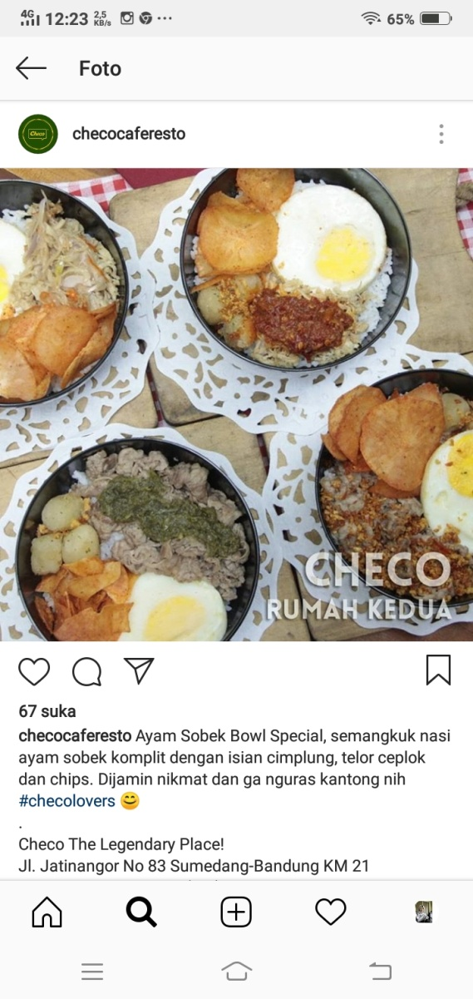 4G 12:23 2,5 KB/s 65%
Foto
Checo
checocaferesto
CHECO
RUMAH KEDUA
67 suka
checocaferesto Ayam Sobek Bowl Special, semangkuk nasi
ayam sobek komplit dengan isian cimplung, telor ceplok
dan chips. Dijamin nikmat dan ga nguras kantong nih
#checolovers 😊
.
Checo The Legendary Place!
Jl. Jatinangor No 83 Sumedang-Bandung KM 21